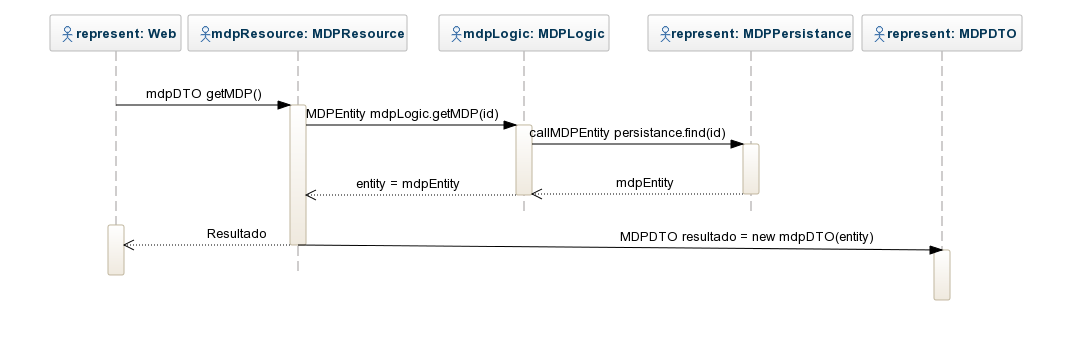 represent: Web
mdpResource: MDPResource
mdpLogic: MDPLogic
represent: MDPPersistance
represent: MDPDTO
mdpDTO getMDP()
MDPEntity mdpLogic.getMDP(id)
callMDPEntity persistance.find(id)
entity = mdpEntity
mdpEntity
Resultado
MDPDTO resultado = new mdpDTO(entity)